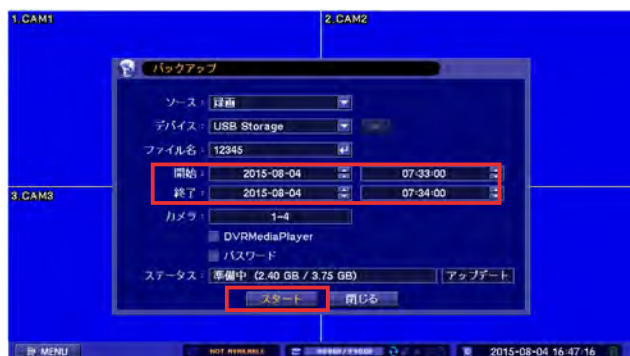 1.CAM1
2.CAM2
バックアップ
ソース : 録画
デバイス : USB Storage
ファイル名 : 12345
開始 : 2015-08-04 07:33:00
終了 : 2015-08-04 07:34:00
3.CAM3
カメラ : 1-4
DVRMediaPlayer
パスワード
ステータス : 準備中 (2.40 GB / 3.75 GB) アップデート
スタート 閉じる
MENU NOT AVAILABLE 2015-08-04 16:47:16